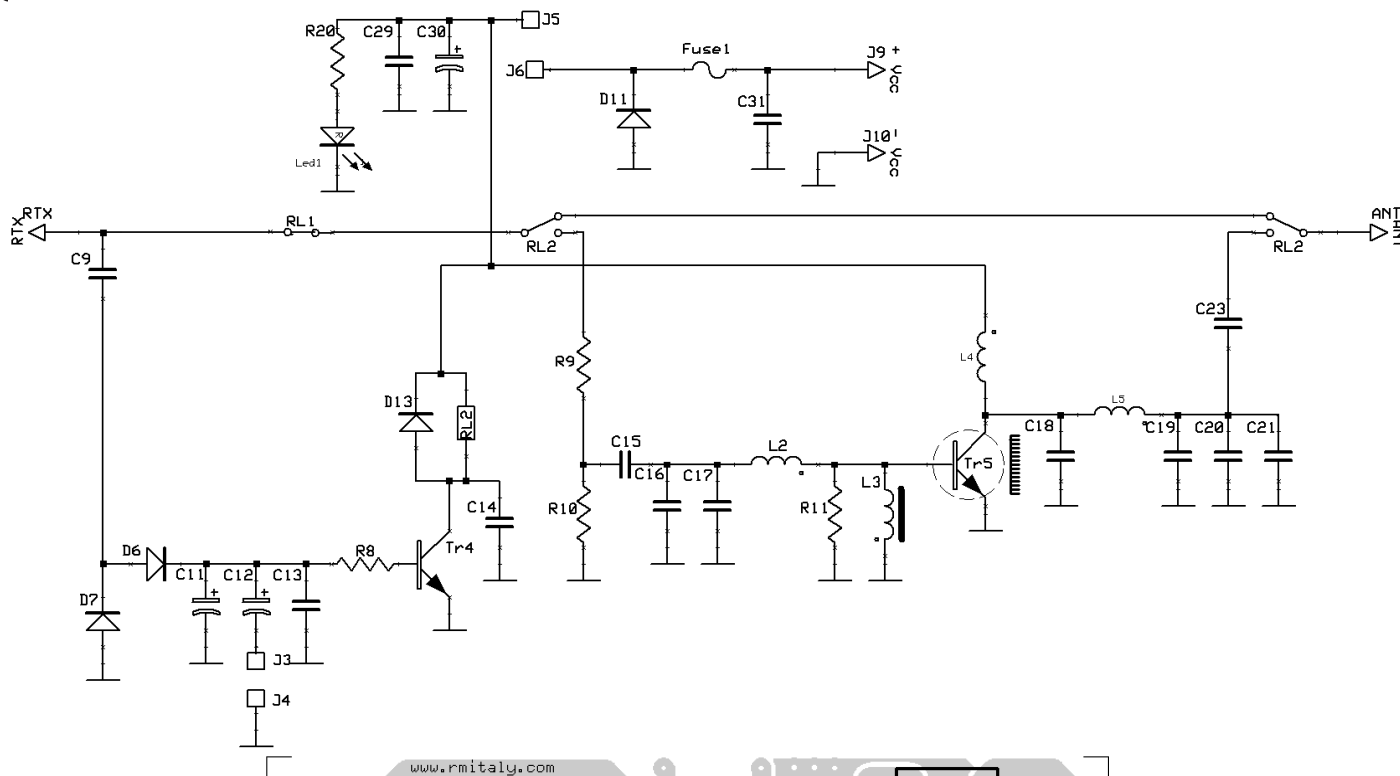 R20
C29
C30
J5
J6
Fuse1
J9 +
VCC
D11
C31
J10
VCC
Led1
RTX
RTX
RL1
RL2
RL2
ANT
C9
C23
L4
R9
D13
RL2
L5
C15
C16
C17
L2
Tr5
C18
C19
C20
C21
R10
R11
L3
C14
Tr4
D6
C11
C12
C13
R8
+
+
+
D7
J3
J4
www.rmitaly.com